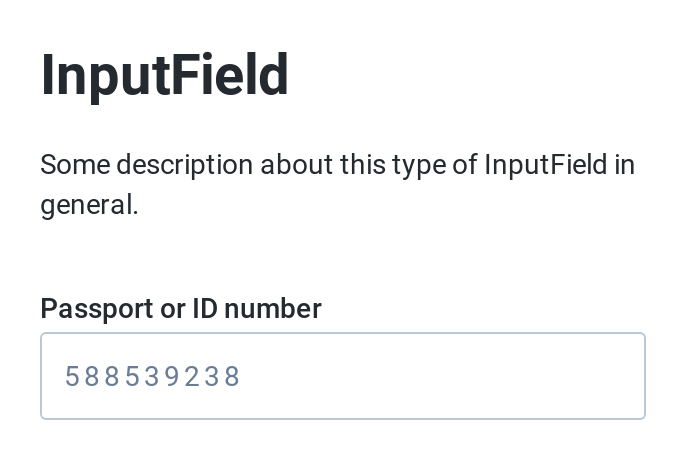 InputField
Some description about this type of InputField in
general.
Passport or ID number
588539238